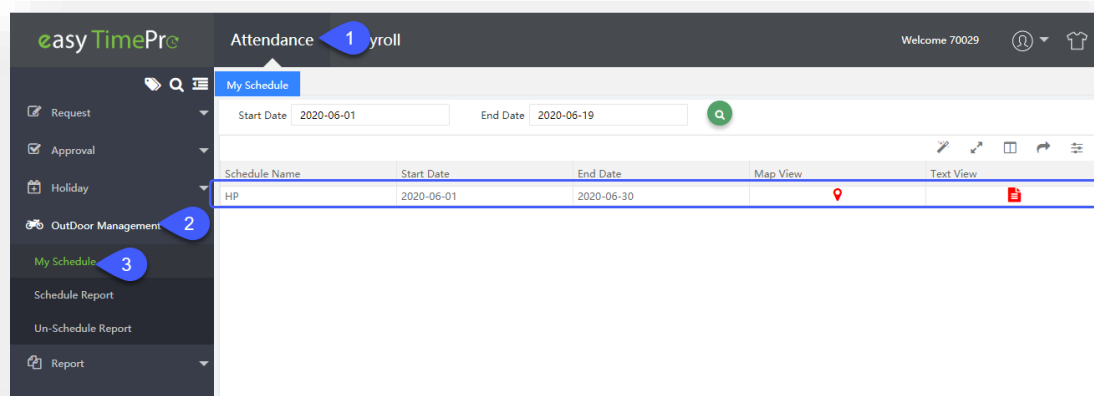 easy TimePro
Attendance 1 yroll
Welcome 70029
My Schedule
Request
Start Date 2020-06-01 End Date 2020-06-19
Approval
Schedule Name Start Date End Date Map View Text View
Holiday
HP 2020-06-01 2020-06-30
OutDoor Management 2
My Schedule 3
Schedule Report
Un-Schedule Report
Report